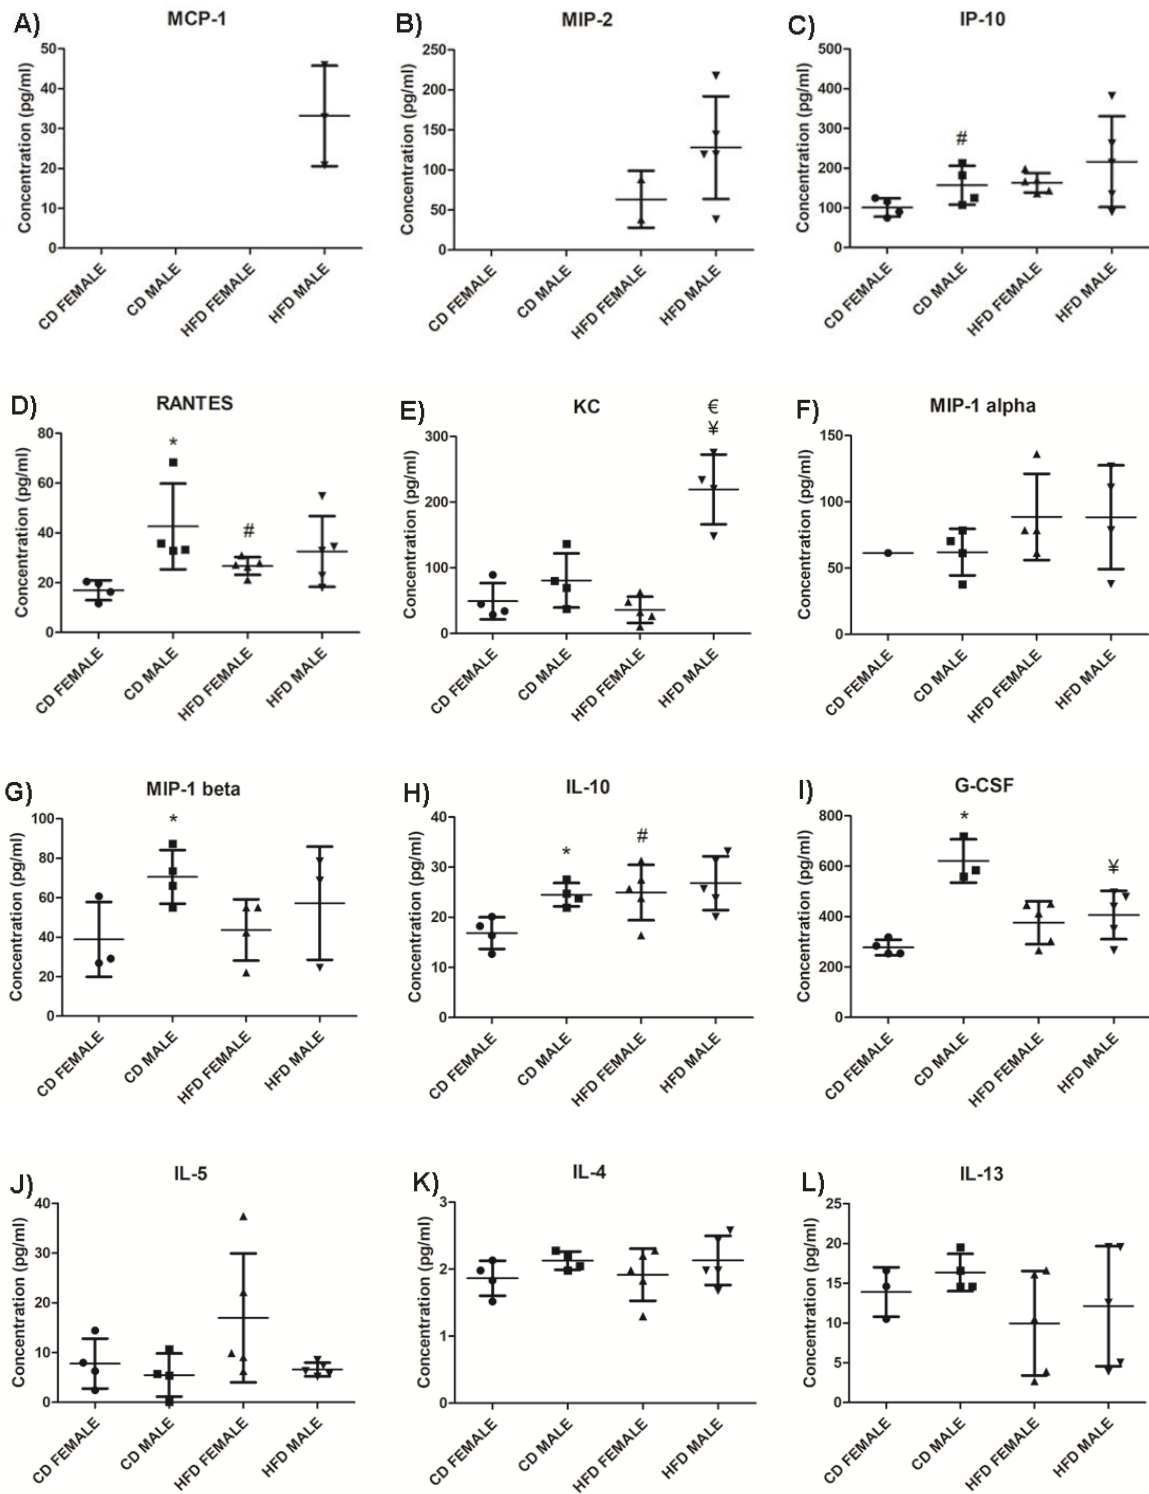 A) MCP-1
Concentration (pg/ml)
50
40
30
20
10
0
CD FEMALE
CD MALE
HFD FEMALE
HFD MALE
B) MIP-2
Concentration (pg/ml)
250
200
150
100
50
0
CD FEMALE
CD MALE
HFD FEMALE
HFD MALE
C) IP-10
Concentration (pg/ml)
500
400
300
200
100
0
#
CD FEMALE
CD MALE
HFD FEMALE
HFD MALE
D) RANTES
Concentration (pg/ml)
80
60
40
20
0
*
#
CD FEMALE
CD MALE
HFD FEMALE
HFD MALE
E) KC
Concentration (pg/ml)
300
200
100
0
€
¥
CD FEMALE
CD MALE
HFD FEMALE
HFD MALE
F) MIP-1 alpha
Concentration (pg/ml)
150
100
50
0
CD FEMALE
CD MALE
HFD FEMALE
HFD MALE
G) MIP-1 beta
Concentration (pg/ml)
100
80
60
40
20
0
*
CD FEMALE
CD MALE
HFD FEMALE
HFD MALE
H) IL-10
Concentration (pg/ml)
40
30
20
10
0
*
#
CD FEMALE
CD MALE
HFD FEMALE
HFD MALE
I) G-CSF
Concentration (pg/ml)
800
600
400
200
0
*
¥
CD FEMALE
CD MALE
HFD FEMALE
HFD MALE
J) IL-5
Concentration (pg/ml)
40
30
20
10
0
CD FEMALE
CD MALE
HFD FEMALE
HFD MALE
K) IL-4
Concentration (pg/ml)
3
2
1
0
CD FEMALE
CD MALE
HFD FEMALE
HFD MALE
L) IL-13
Concentration (pg/ml)
25
20
15
10
5
0
CD FEMALE
CD MALE
HFD FEMALE
HFD MALE